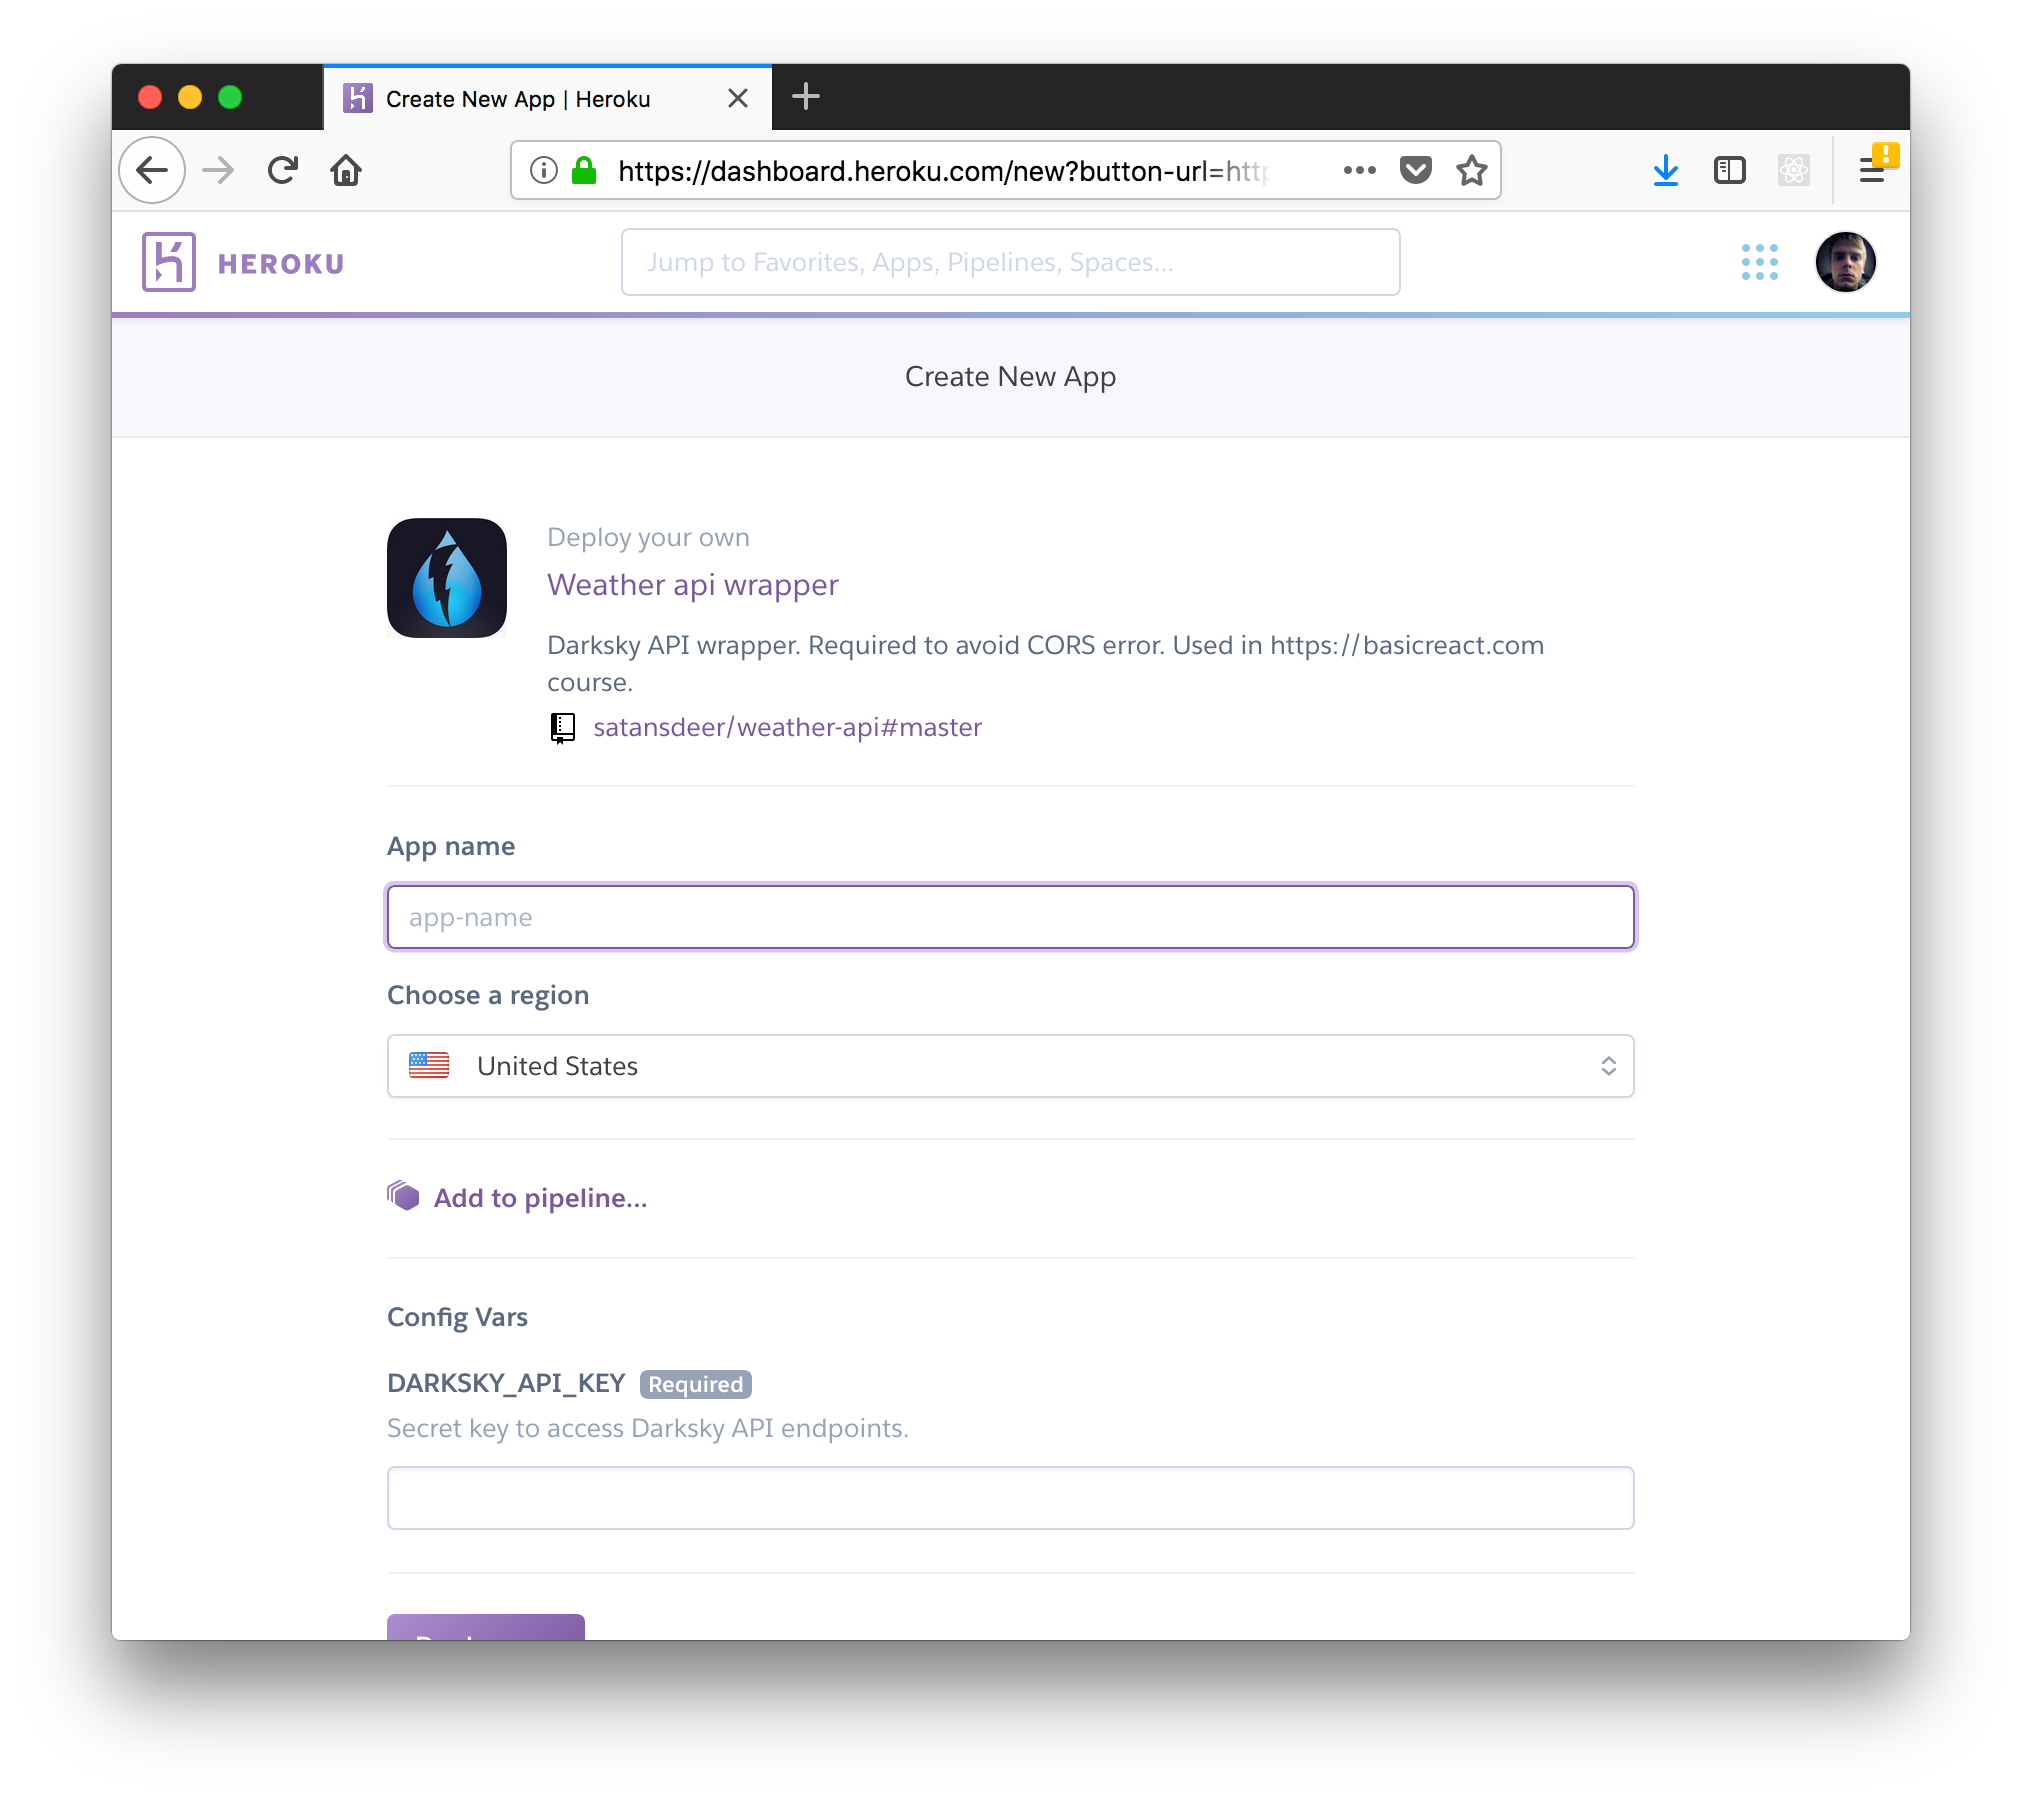 Create New App | Heroku
https://dashboard.heroku.com/new?button-url=http
HEROKU
Jump to Favorites, Apps, Pipelines, Spaces...
Create New App
Deploy your own
Weather api wrapper
Darksky API wrapper. Required to avoid CORS error. Used in https://basicreact.com
course.
satansdeer/weather-api#master
App name
app-name
Choose a region
United States
Add to pipeline...
Config Vars
DARKSKY_API_KEY Required
Secret key to access Darksky API endpoints.